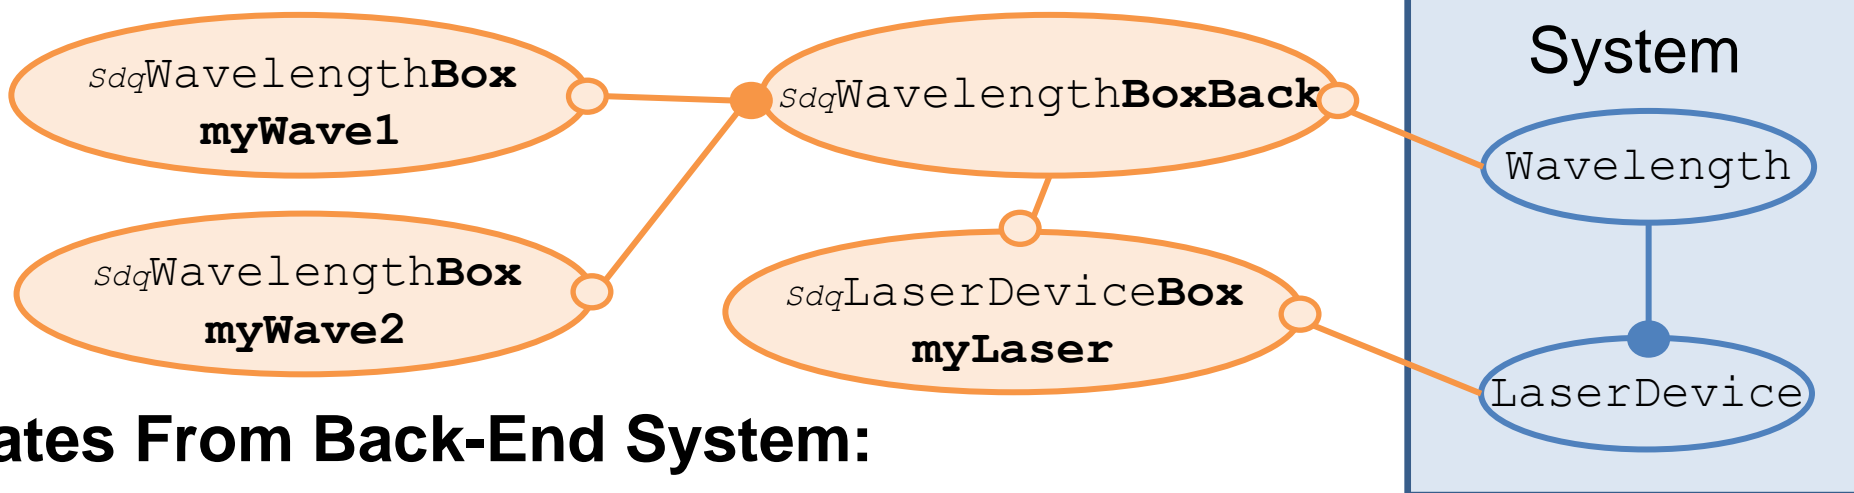 SdqWavelengthBox
myWave1
SdqWavelengthBoxBack
System
Wavelength
SdqWavelengthBox
myWave2
SdqLaserDeviceBox
myLaser
LaserDevice
ates From Back-End System: